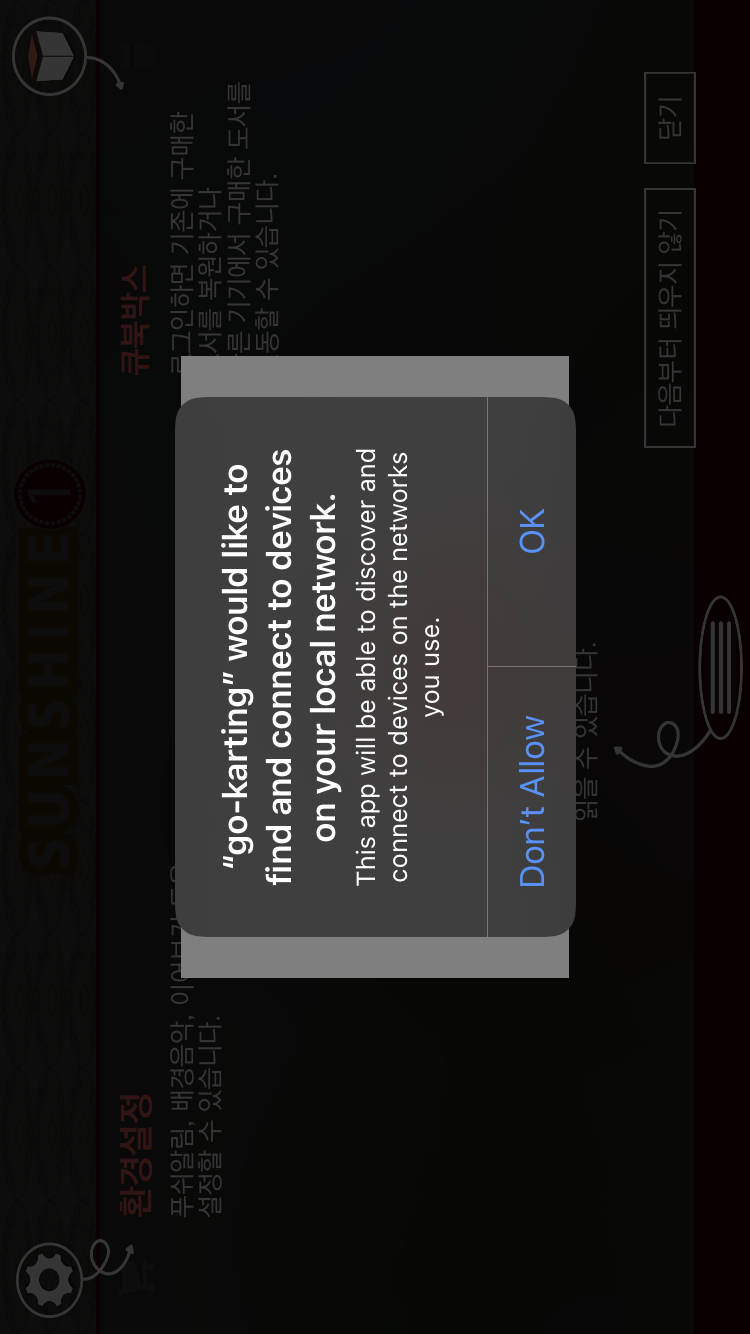 SUNSHINE 1
환경설정
푸쉬알림, 배경음악, 이어보기 등을
설정할 수 있습니다.
큐북박스
그인하면 기존에 구매한
서를 복원하거나
기기에서 구매한 도서를
동할 수 있습니다.
"go-karting" would like to
find and connect to devices
on your local network.
This app will be able to discover and
connect to devices on the networks
you use.
Don't Allow
OK
읽을 수 있습니다.
다음부터 띄우지 않기
닫기